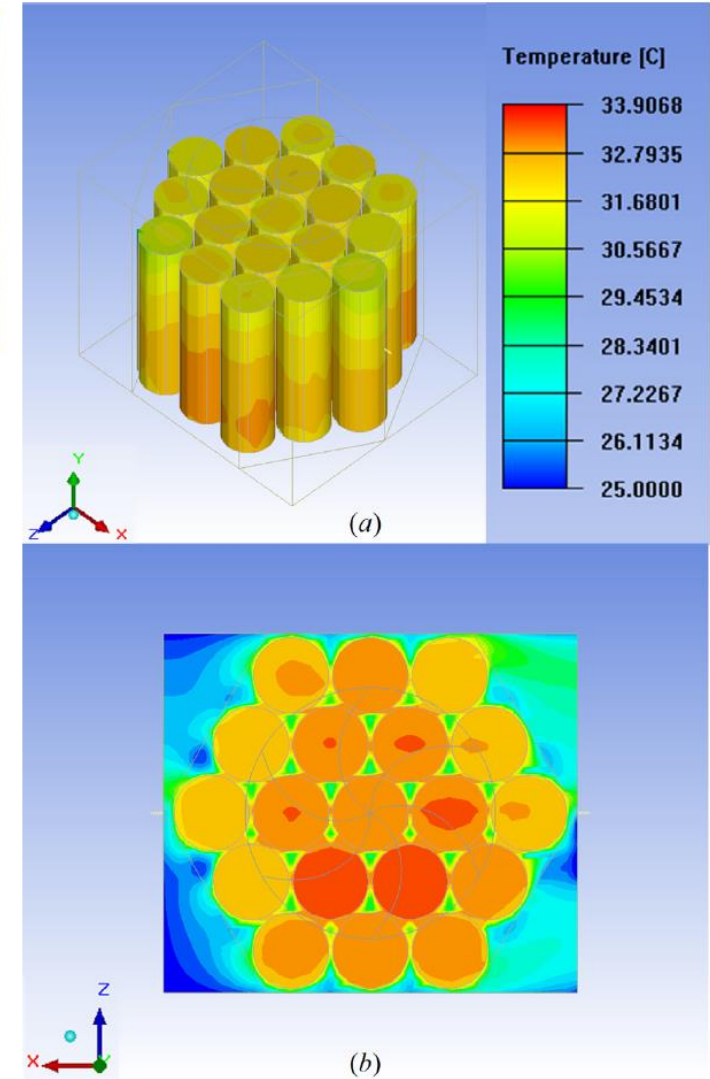 Temperature [C]
33.9068
32.7935
31.6801
30.5667
29.4534
28.3401
27.2267
26.1134
25.0000
Y
Z
X
(a)
Z
X
Y
(b)